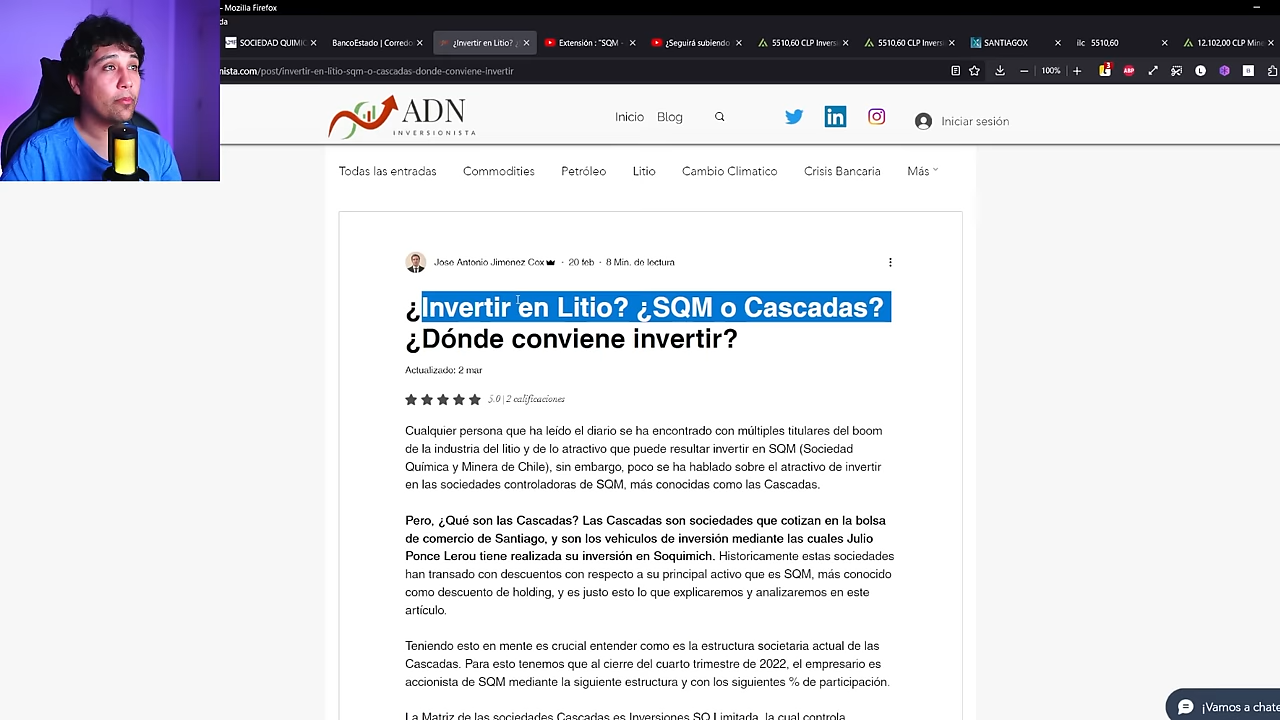 - Mozilla Firefox
da
SOCIEDAD QUIMIC
BancoEstado | Corredo
¿Invertir en Litio? ¿
Extensión : "SQM -
¿Seguirá subiendo
5510,60 CLP Invers
5510,60 CLP Invers
SANTIAGOX
ilc 5510,60
12.102,00 CLP Mine
nista.com/post/invertir-en-litio-sqm-o-cascadas-donde-conviene-invertir
100%
ADN
INVERSIONISTA
Inicio
Blog
Iniciar sesión
Todas las entradas
Commodities
Petróleo
Litio
Cambio Climatico
Crisis Bancaria
Más
Jose Antonio Jimenez Cox · 20 feb · 8 Min. de lectura
¿Invertir en Litio? ¿SQM o Cascadas?
¿Dónde conviene invertir?
Actualizado: 2 mar
5.0 | 2 calificaciones
Cualquier persona que ha leído el diario se ha encontrado con múltiples titulares del boom
de la industria del litio y de lo atractivo que puede resultar invertir en SQM (Sociedad
Química y Minera de Chile), sin embargo, poco se ha hablado sobre el atractivo de invertir
en las sociedades controladoras de SQM, más conocidas como las Cascadas.
Pero, ¿Qué son las Cascadas? Las Cascadas son sociedades que cotizan en la bolsa
de comercio de Santiago, y son los vehiculos de inversión mediante las cuales Julio
Ponce Lerou tiene realizada su inversión en Soquimich. Historicamente estas sociedades
han transado con descuentos con respecto a su principal activo que es SQM, más conocido
como descuento de holding, y es justo esto lo que explicaremos y analizaremos en este
artículo.
Teniendo esto en mente es crucial entender como es la estructura societaria actual de las
Cascadas. Para esto tenemos que al cierre del cuarto trimestre de 2022, el empresario es
accionista de SQM mediante la siguiente estructura y con los siguientes % de participación.
La Matriz de las sociedades Cascadas es Inversiones SQ Limitada, la cual controla
¡Vamos a chate